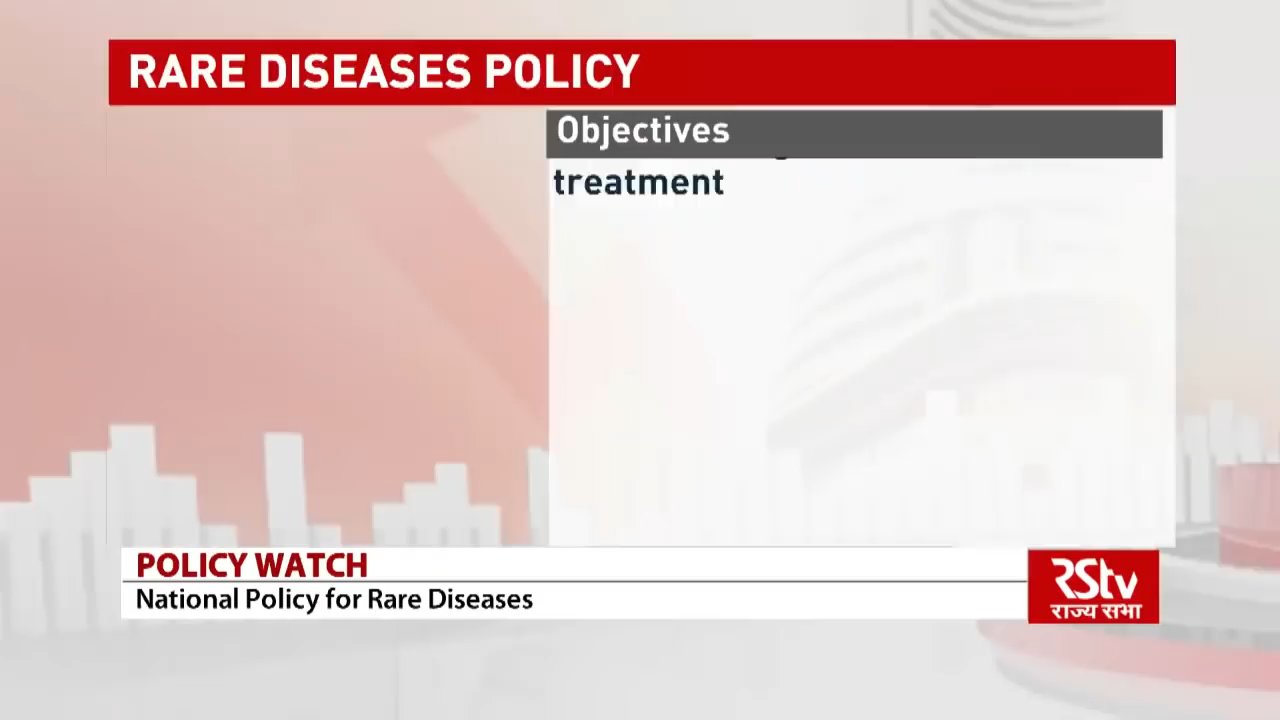 RARE DISEASES POLICY
Objectives
treatment
POLICY WATCH
National Policy for Rare Diseases
RStv
राज्य सभा